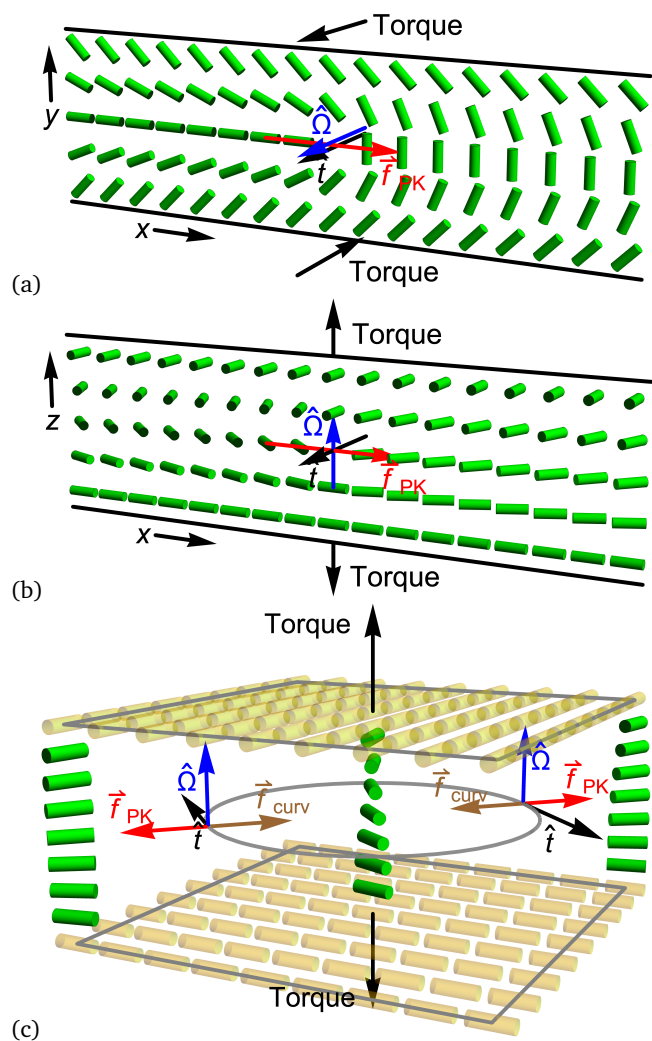 Torque
y
Ω̂
t̂
f⃗ PK
x
Torque
(a)
Torque
z
Ω̂
t̂
f⃗ PK
x
Torque
(b)
Torque
Ω̂
Ω̂
f⃗ PK
f⃗ curv
f⃗ curv
f⃗ PK
t̂
t̂
Torque
(c)